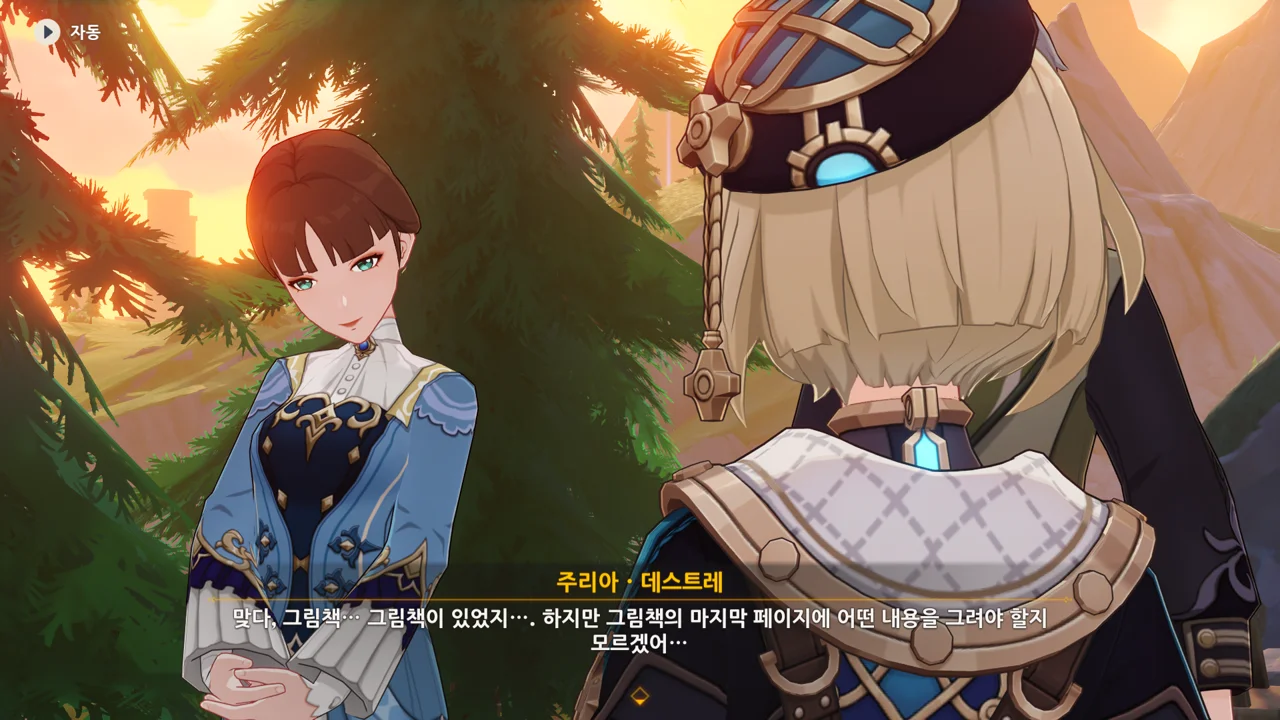 자동
주리아 · 데스트레
맞다, 그림책… 그림책이 있었지…. 하지만 그림책의 마지막 페이지에 어떤 내용을 그려야 할지
모르겠어…